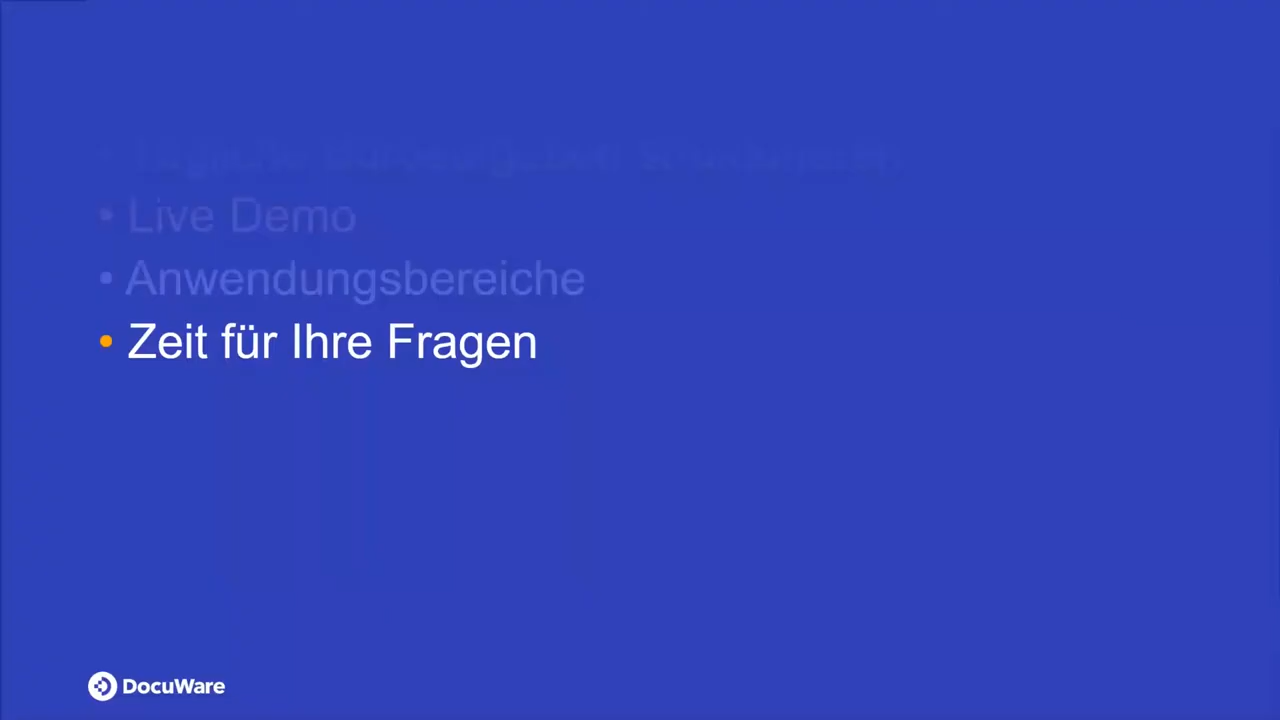 • Live Demo
• Anwendungsbereiche
• Zeit für Ihre Fragen
DocuWare